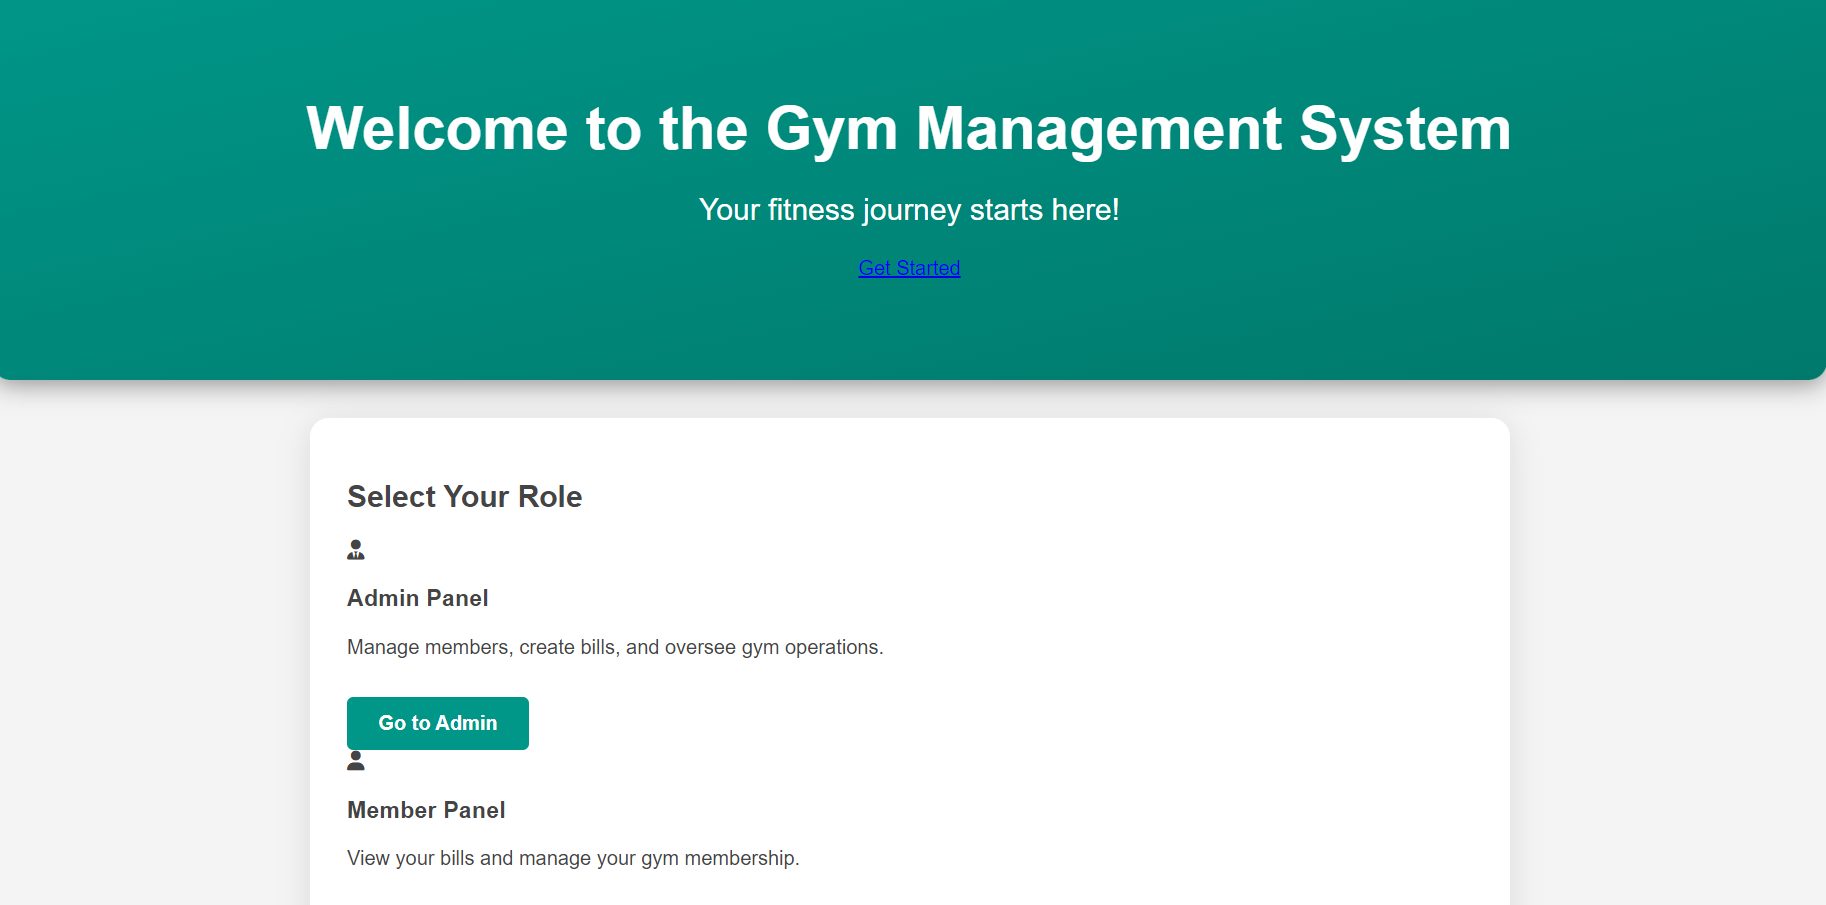 Welcome to the Gym Management System
Your fitness journey starts here!
Get Started
Select Your Role
Admin Panel
Manage members, create bills, and oversee gym operations.
Go to Admin
Member Panel
View your bills and manage your gym membership.